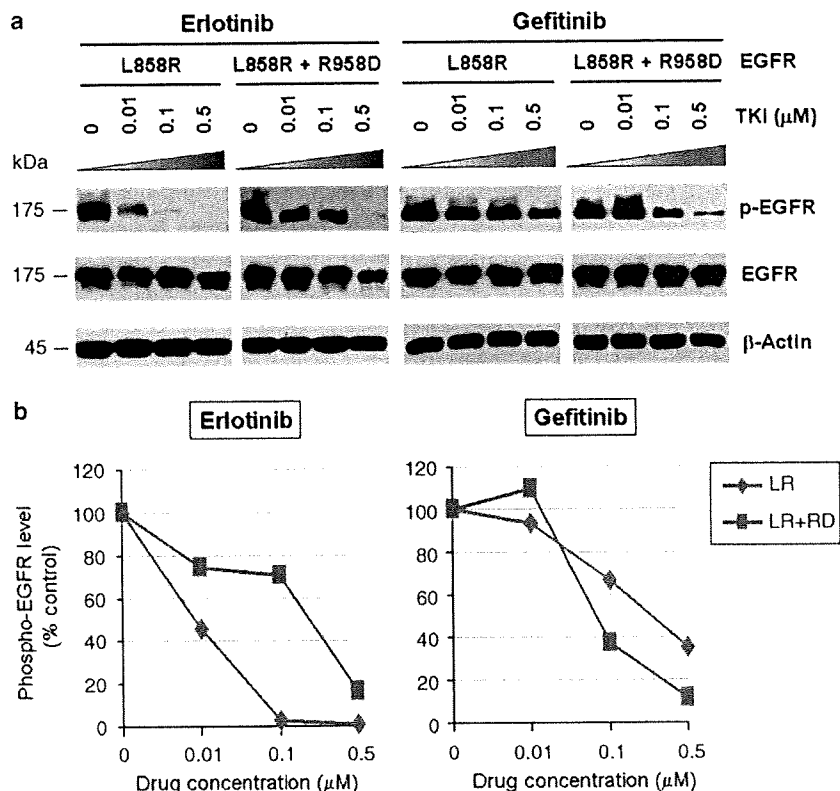 a
Erlotinib Gefitinib
L858R L858R + R958D L858R L858R + R958D EGFR
0 0.01 0.1 0.5 0 0.01 0.1 0.5 0 0.01 0.1 0.5 0 0.01 0.1 0.5 TKI (μM)
kDa
175 p-EGFR
175 EGFR
45 β-Actin
b
Erlotinib
Phospho-EGFR level
(% control)
120
100
80
60
40
20
0
0 0.01 0.1 0.5
Drug concentration (μM)
Gefitinib
120
100
80
60
40
20
0
0 0.01 0.1 0.5
Drug concentration (μM)
LR
LR+RD